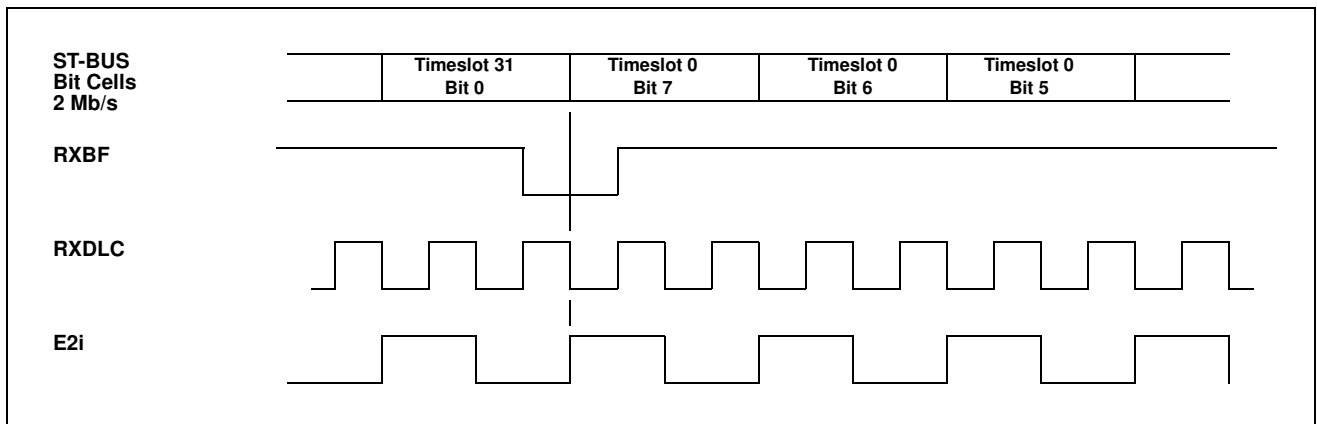 ST-BUS
Bit Cells
2 Mb/s
Timeslot 31
Bit 0
Timeslot 0
Bit 7
Timeslot 0
Bit 6
Timeslot 0
Bit 5
RXBF
RXDLC
E2i